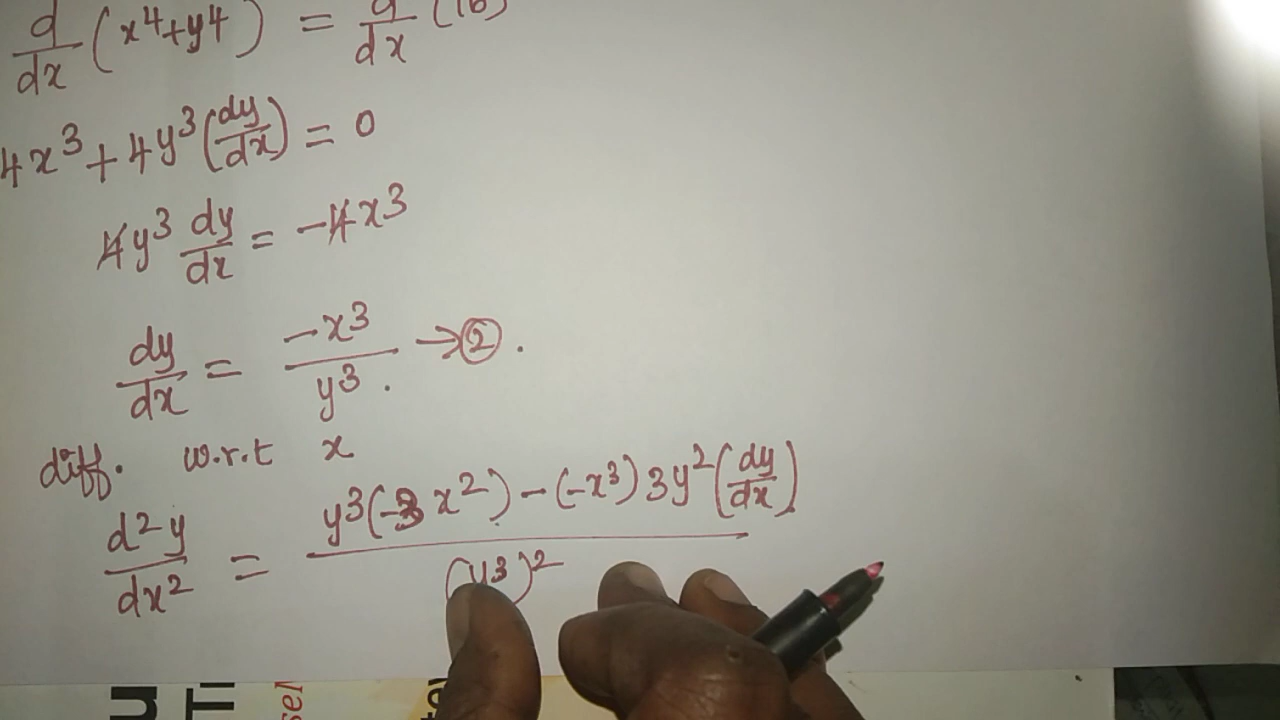 d/dx (x⁴+y⁴) = d/dx (16)
4x³ + 4y³ (dy/dx) = 0
4y³ dy/dx = -4x³
dy/dx = -x³/y³ . → ② .
diff. w.r.t x
d²y/dx² = y³(-3x²) - (-x³) 3y² (dy/dx) / (y³)²